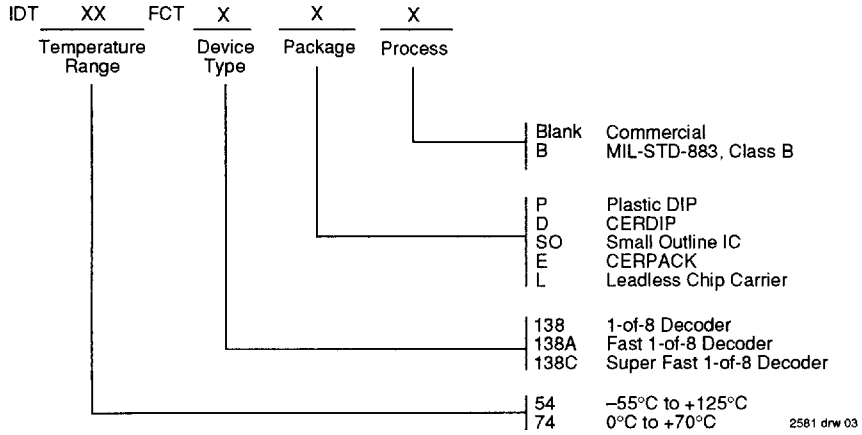 IDT XX FCT X X X
Temperature Range Device Type Package Process
Blank Commercial
B MIL-STD-883, Class B
P Plastic DIP
D CERDIP
SO Small Outline IC
E CERPACK
L Leadless Chip Carrier
138 1-of-8 Decoder
138A Fast 1-of-8 Decoder
138C Super Fast 1-of-8 Decoder
54 –55°C to +125°C
74 0°C to +70°C
2581 drw 03